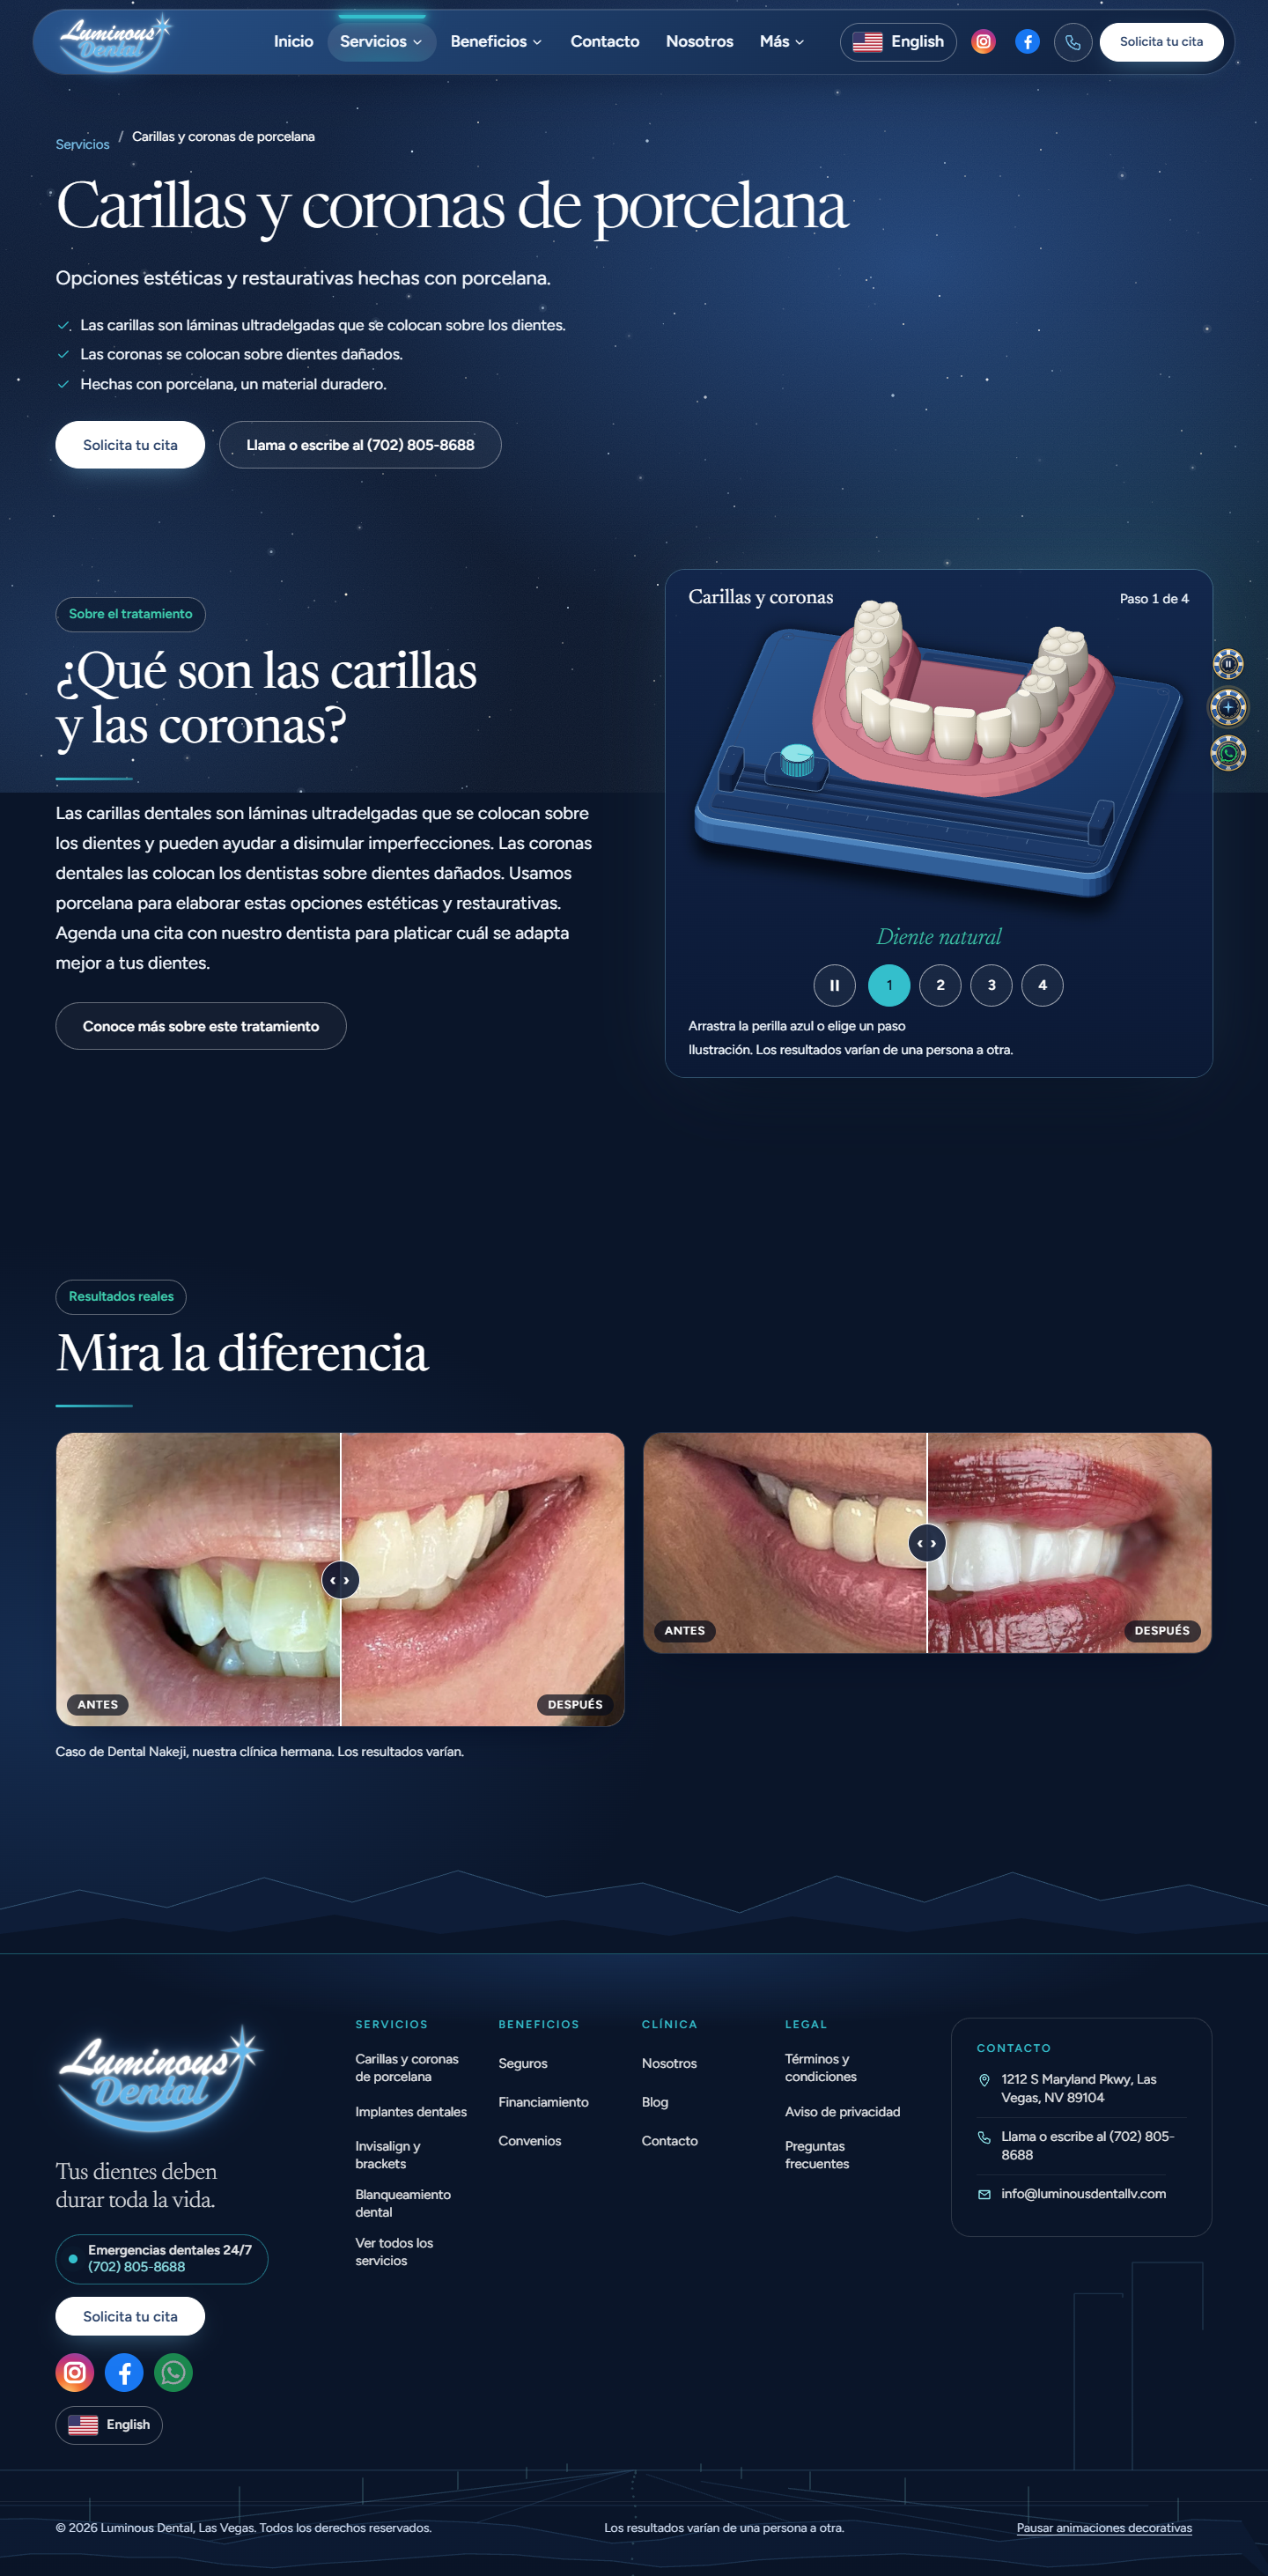 Luminous Dental
Inicio
Servicios
Beneficios
Contacto
Nosotros
Más
English
Solicita tu cita
Servicios / Carillas y coronas de porcelana
Carillas y coronas de porcelana
Opciones estéticas y restaurativas hechas con porcelana.
Las carillas son láminas ultradelgadas que se colocan sobre los dientes.
Las coronas se colocan sobre dientes dañados.
Hechas con porcelana, un material duradero.
Solicita tu cita
Llama o escribe al (702) 805-8688
Sobre el tratamiento
¿Qué son las carillas
y las coronas?
Las carillas dentales son láminas ultradelgadas que se colocan sobre
los dientes y pueden ayudar a disimular imperfecciones. Las coronas
dentales las colocan los dentistas sobre dientes dañados. Usamos
porcelana para elaborar estas opciones estéticas y restaurativas.
Agenda una cita con nuestro dentista para platicar cuál se adapta
mejor a tus dientes.
Conoce más sobre este tratamiento
Carillas y coronas
Paso 1 de 4
Diente natural
1
2
3
4
Arrastra la perilla azul o elige un paso
Ilustración. Los resultados varían de una persona a otra.
Resultados reales
Mira la diferencia
ANTES
DESPUÉS
ANTES
DESPUÉS
Caso de Dental Nakeji, nuestra clínica hermana. Los resultados varían.
Luminous
Dental
Tus dientes deben
durar toda la vida.
Emergencias dentales 24/7
(702) 805-8688
Solicita tu cita
English
SERVICIOS
Carillas y coronas
de porcelana
Implantes dentales
Invisalign y
brackets
Blanqueamiento
dental
Ver todos los
servicios
BENEFICIOS
Seguros
Financiamiento
Convenios
CLÍNICA
Nosotros
Blog
Contacto
LEGAL
Términos y
condiciones
Aviso de privacidad
Preguntas
frecuentes
CONTACTO
1212 S Maryland Pkwy, Las
Vegas, NV 89104
Llama o escribe al (702) 805-
8688
info@luminousdentallv.com
© 2026 Luminous Dental, Las Vegas. Todos los derechos reservados.
Los resultados varían de una persona a otra.
Pausar animaciones decorativas